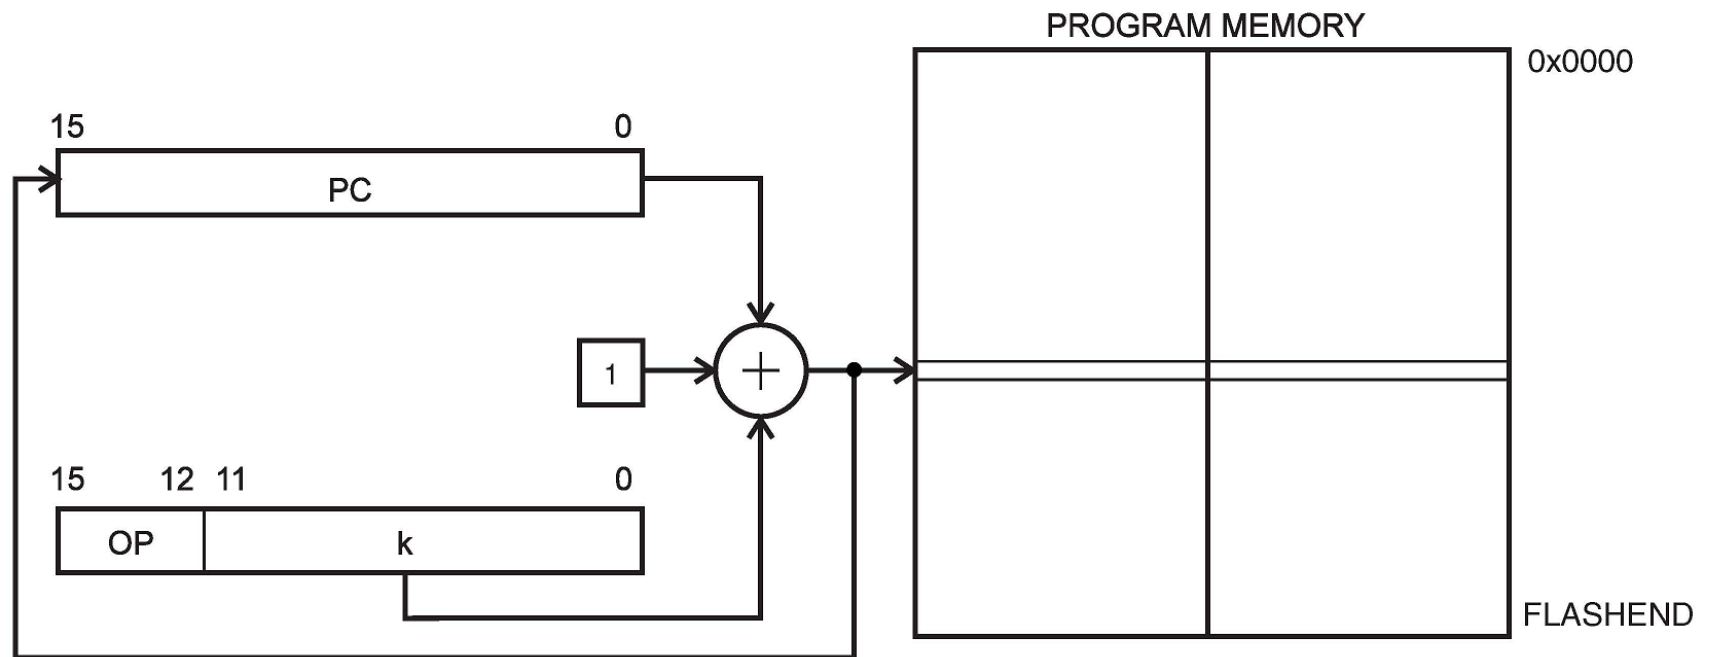 PROGRAM MEMORY
0x0000
15 0
PC
1
+
15 12 11 0
OP k
FLASHEND